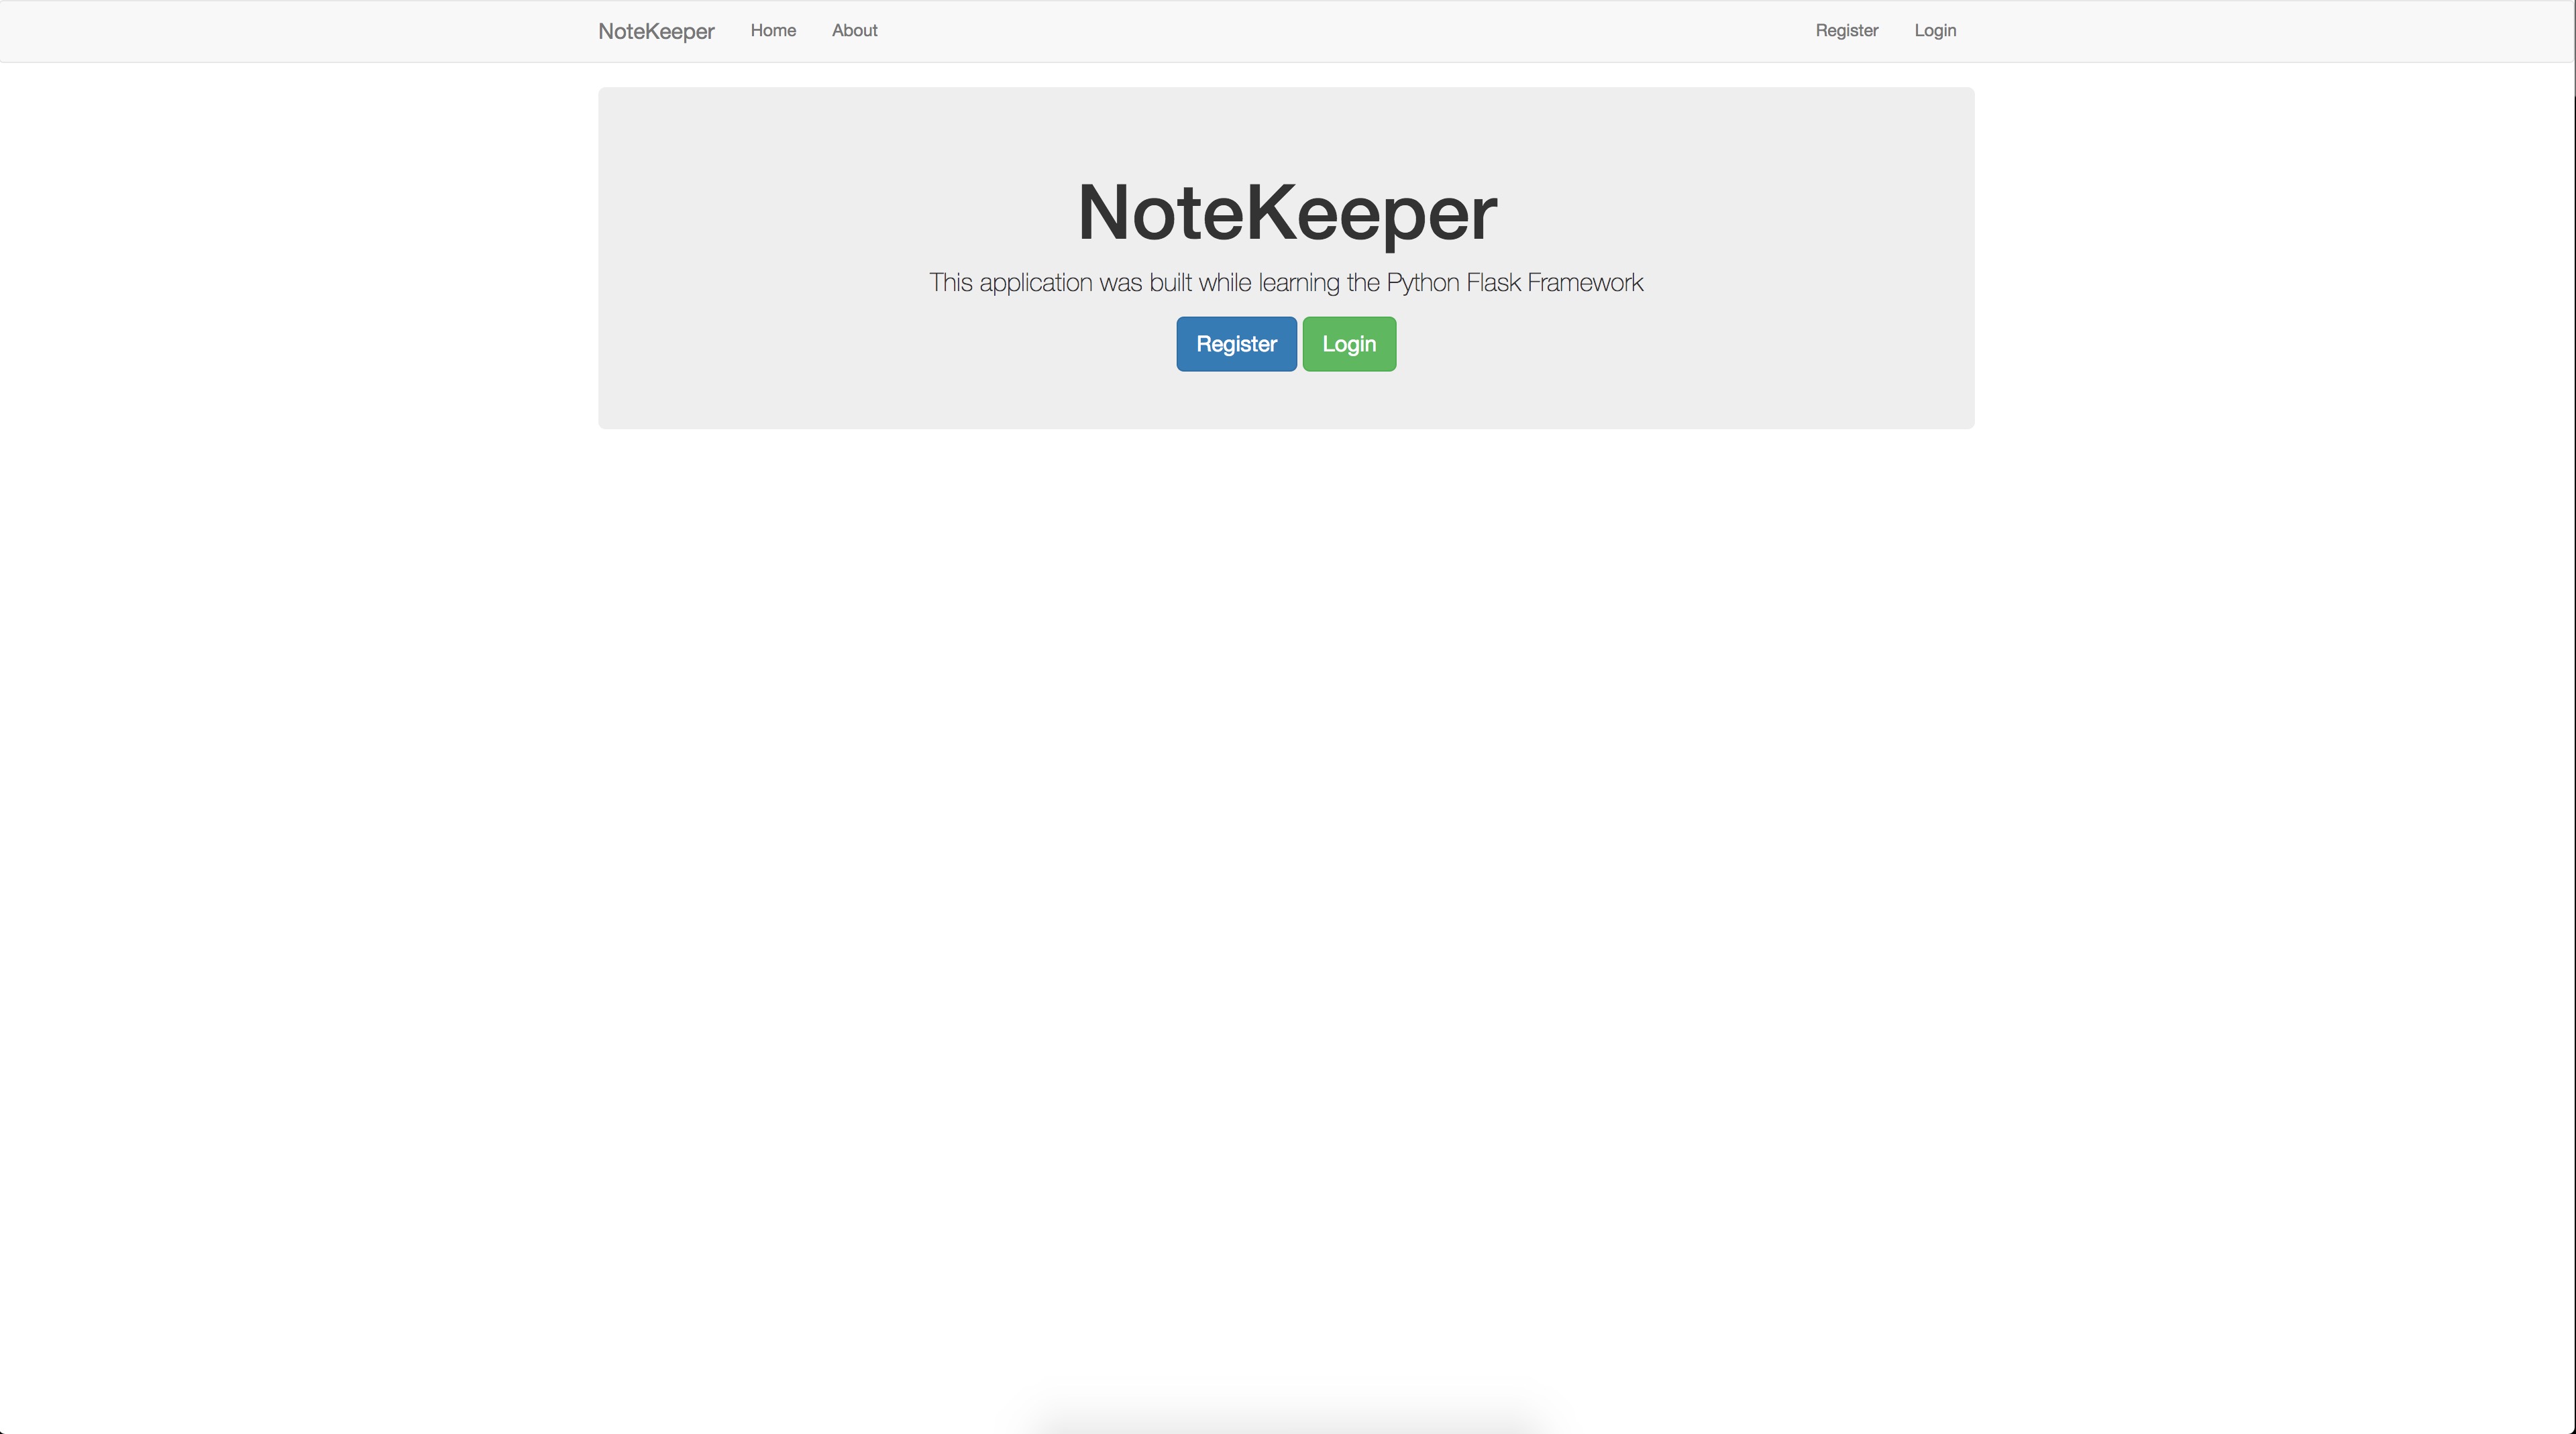 NoteKeeper Home About Register Login
NoteKeeper
This application was built while learning the Python Flask Framework
Register Login